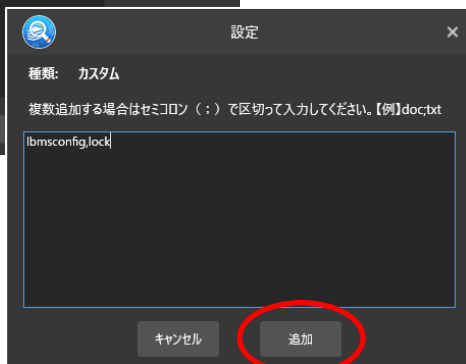 設定
種類: カスタム
複数追加する場合はセミコロン（；）で区切って入力してください。【例】doc;txt
lbmsconfig,lock
キャンセル
追加